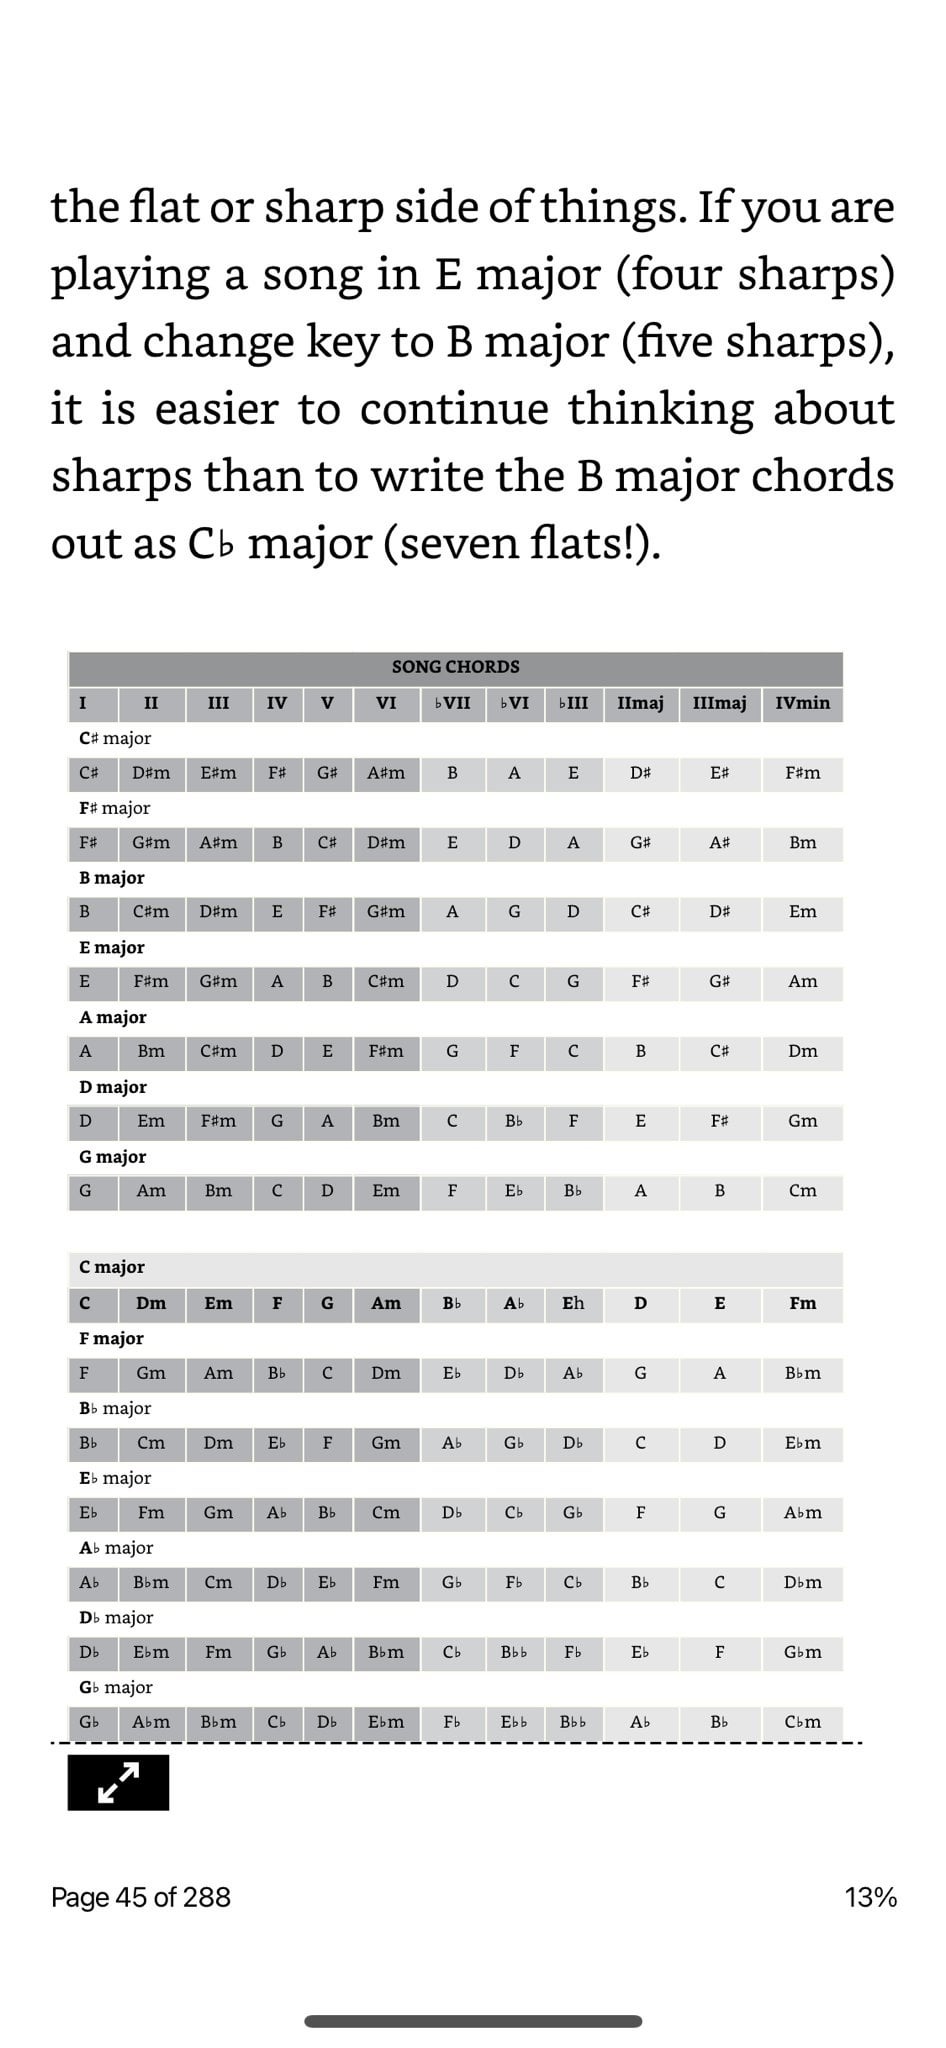 the flat or sharp side of things. If you are
playing a song in E major (four sharps)
and change key to B major (five sharps),
it is easier to continue thinking about
sharps than to write the B major chords
out as C♭ major (seven flats!).
SONG CHORDS
I II III IV V VI ♭VII ♭VI ♭III IImaj IIImaj IVmin
C♯ major
C♯ D♯m E♯m F♯ G♯ A♯m B A E D♯ E♯ F♯m
F♯ major
F♯ G♯m A♯m B C♯ D♯m E D A G♯ A♯ Bm
B major
B C♯m D♯m E F♯ G♯m A G D C♯ D♯ Em
E major
E F♯m G♯m A B C♯m D C G F♯ G♯ Am
A major
A Bm C♯m D E F♯m G F C B C♯ Dm
D major
D Em F♯m G A Bm C B♭ F E F♯ Gm
G major
G Am Bm C D Em F E♭ B♭ A B Cm
C major
C Dm Em F G Am B♭ A♭ Eh D E Fm
F major
F Gm Am B♭ C Dm E♭ D♭ A♭ G A B♭m
B♭ major
B♭ Cm Dm E♭ F Gm A♭ G♭ D♭ C D E♭m
E♭ major
E♭ Fm Gm A♭ B♭ Cm D♭ C♭ G♭ F G A♭m
A♭ major
A♭ B♭m Cm D♭ E♭ Fm G♭ F♭ C♭ B♭ C D♭m
D♭ major
D♭ E♭m Fm G♭ A♭ B♭m C♭ B♭♭ F♭ E♭ F G♭m
G♭ major
G♭ A♭m B♭m C♭ D♭ E♭m F♭ E♭♭ B♭♭ A♭ B♭ C♭m
Page 45 of 288 13%